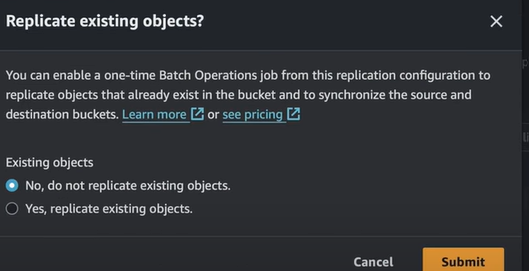 Replicate existing objects?
You can enable a one-time Batch Operations job from this replication configuration to
replicate objects that already exist in the bucket and to synchronize the source and
destination buckets. Learn more or see pricing
Existing objects
No, do not replicate existing objects.
Yes, replicate existing objects.
Cancel Submit